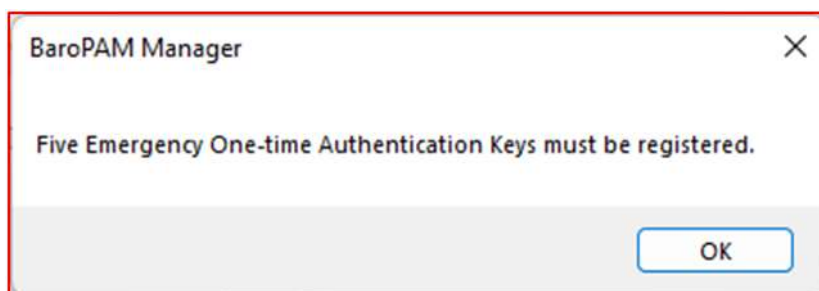 BaroPAM Manager
Five Emergency One-time Authentication Keys must be registered.
OK